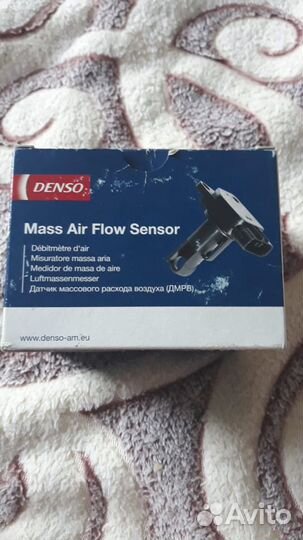 DENSO
Mass Air Flow Sensor
Débitmètre d'air
Misuratore massa aria
Medidor de masa de aire
Luftmassenmesser
Датчик массового расхода воздуха (ДМРВ)
www.denso-am.eu
Avito